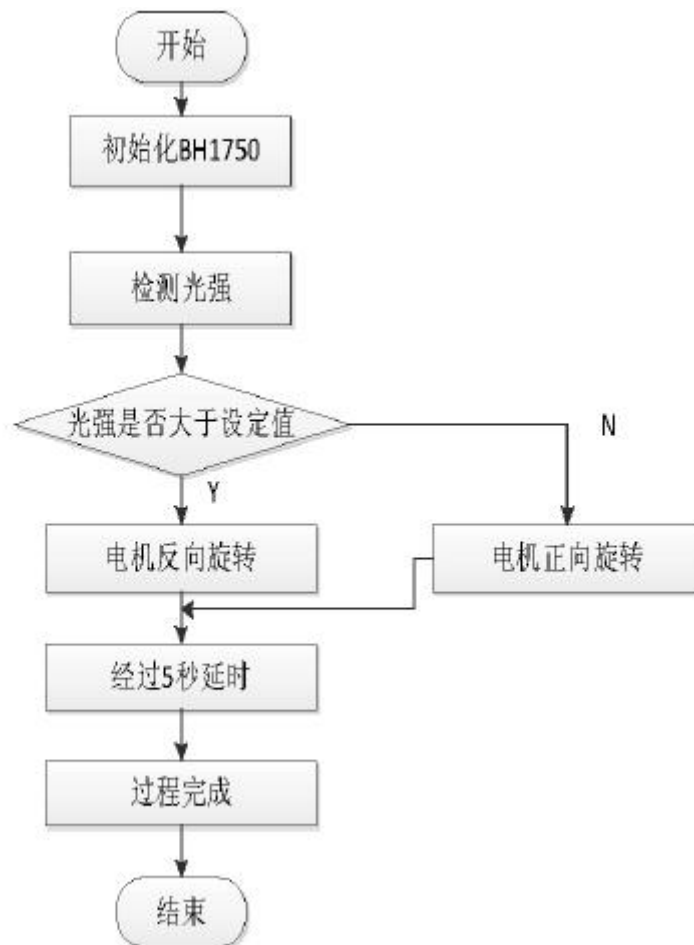 开始
初始化BH1750
检测光强
光强是否大于设定值
N
Y
电机反向旋转
电机正向旋转
经过5秒延时
过程完成
结束